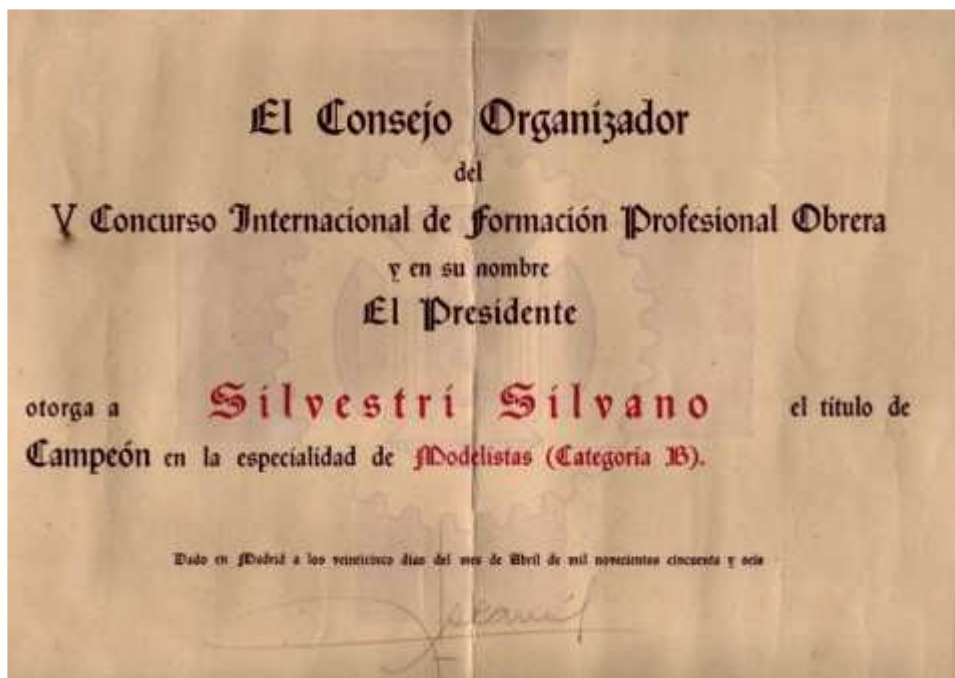 El Consejo Organizador
del
V Concurso Internacional de Formación Profesional Obrera
y en su nombre
El Presidente
otorga a Silvestri Silvano el título de
Campeón en la especialidad de Modelistas (Categoria B).
Dado en Madrid a los veinticinco días del mes de Abril de mil novecientos cincuenta y seis